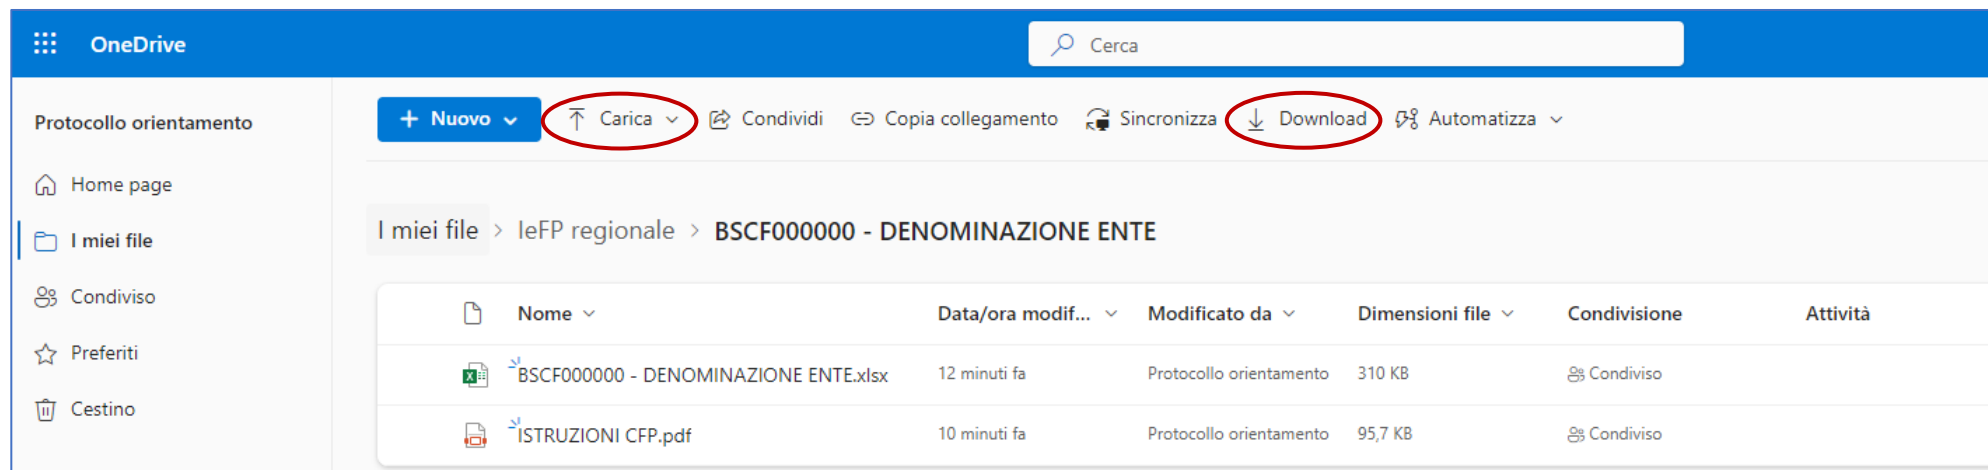 OneDrive
Cerca
Protocollo orientamento
Nuovo
Carica
Condividi
Copia collegamento
Sincronizza
Download
Automatizza
Home page
I miei file
Condiviso
Preferiti
Cestino
I miei file > IeFP regionale > BSCF000000 - DENOMINAZIONE ENTE
Nome Data/ora modif... Modificato da Dimensioni file Condivisione Attività
BSCF000000 - DENOMINAZIONE ENTE.xlsx 12 minuti fa Protocollo orientamento 310 KB Condiviso
ISTRUZIONI CFP.pdf 10 minuti fa Protocollo orientamento 95,7 KB Condiviso